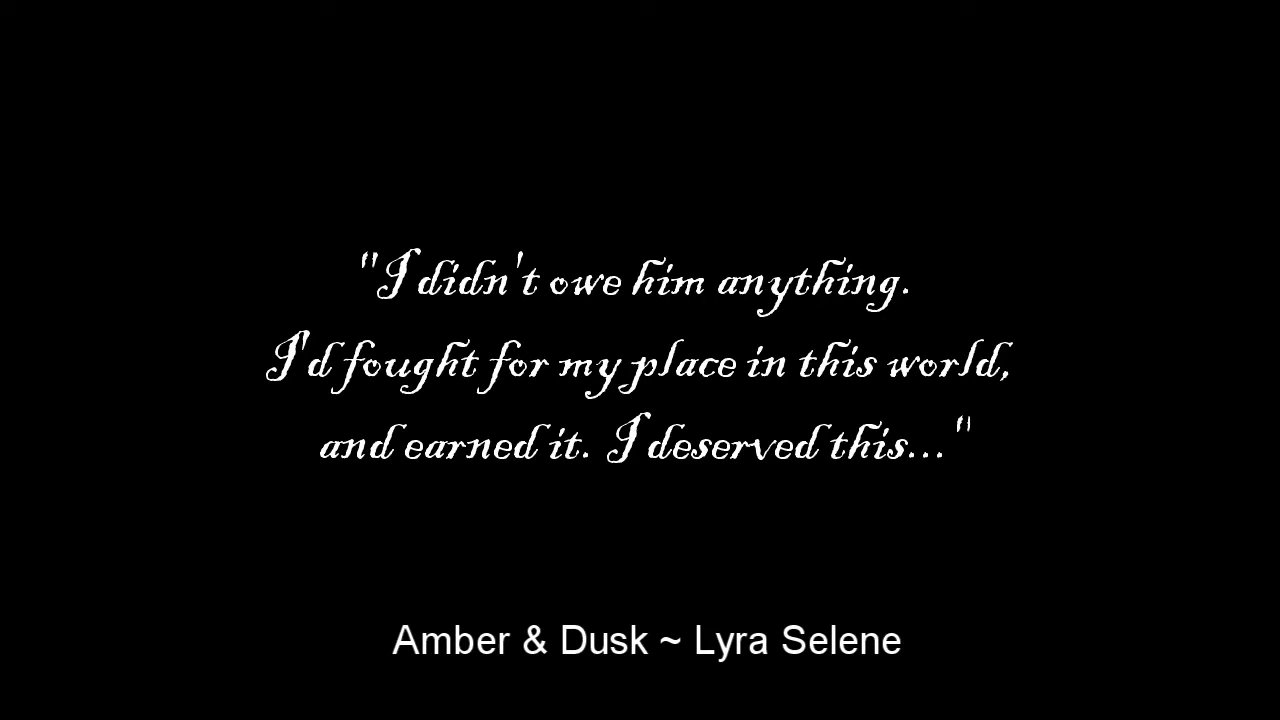 "I didn't owe him anything.
I'd fought for my place in this world,
and earned it. I deserved this..."
Amber & Dusk ~ Lyra Selene